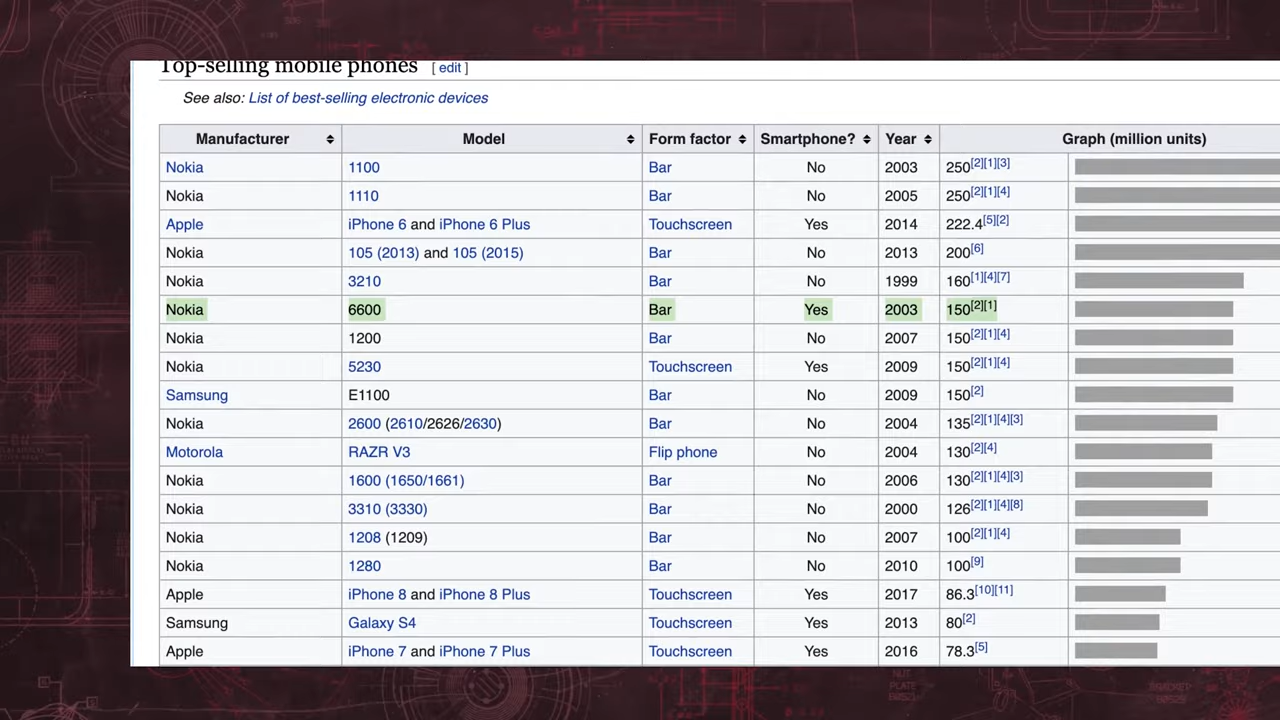 Top-selling mobile phones [ edit ]
See also: List of best-selling electronic devices
Manufacturer Model Form factor Smartphone? Year Graph (million units)
Nokia 1100 Bar No 2003 250[2][1][3]
Nokia 1110 Bar No 2005 250[2][1][4]
Apple iPhone 6 and iPhone 6 Plus Touchscreen Yes 2014 222.4[5][2]
Nokia 105 (2013) and 105 (2015) Bar No 2013 200[6]
Nokia 3210 Bar No 1999 160[1][4][7]
Nokia 6600 Bar Yes 2003 150[2][1]
Nokia 1200 Bar No 2007 150[2][1][4]
Nokia 5230 Touchscreen Yes 2009 150[2][1][4]
Samsung E1100 Bar No 2009 150[2]
Nokia 2600 (2610/2626/2630) Bar No 2004 135[2][1][4][3]
Motorola RAZR V3 Flip phone No 2004 130[2][4]
Nokia 1600 (1650/1661) Bar No 2006 130[2][1][4][3]
Nokia 3310 (3330) Bar No 2000 126[2][1][4][8]
Nokia 1208 (1209) Bar No 2007 100[2][1][4]
Nokia 1280 Bar No 2010 100[9]
Apple iPhone 8 and iPhone 8 Plus Touchscreen Yes 2017 86.3[10][11]
Samsung Galaxy S4 Touchscreen Yes 2013 80[2]
Apple iPhone 7 and iPhone 7 Plus Touchscreen Yes 2016 78.3[5]
NUT
PLATE
BRACKET